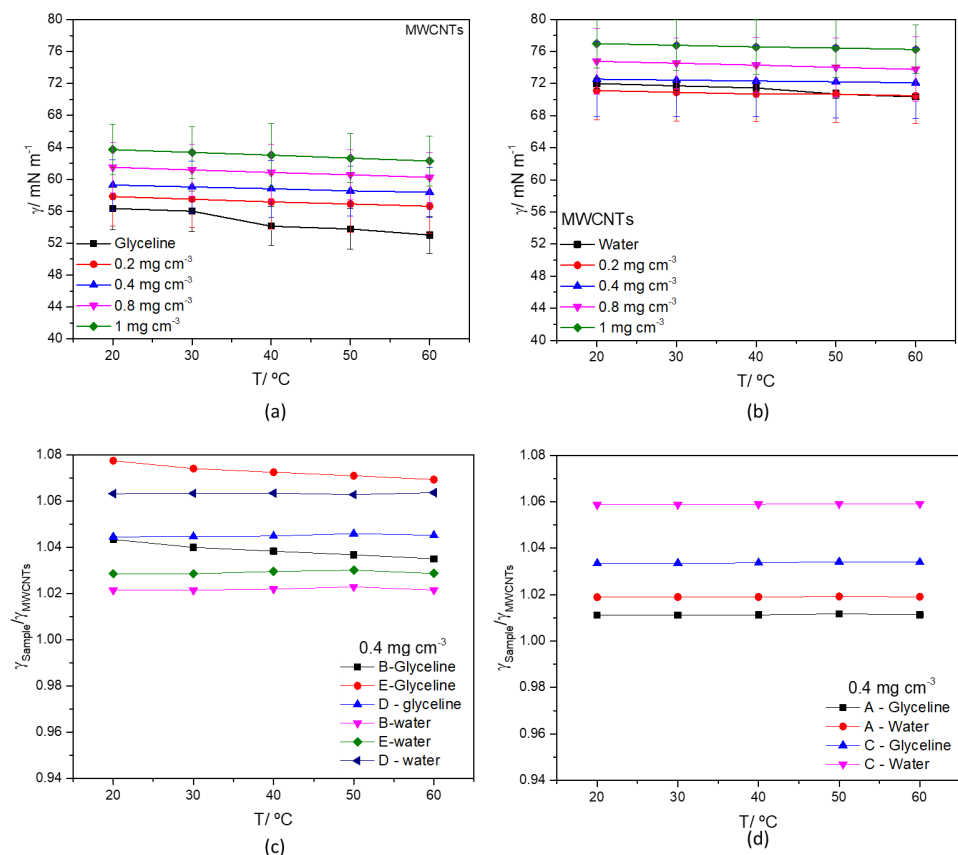 MWCNTs
γ/ mN m⁻¹
80
76
72
68
64
60
56
52
48
44
40
Glyceline
0.2 mg cm⁻³
0.4 mg cm⁻³
0.8 mg cm⁻³
1 mg cm⁻³
20 30 40 50 60
T/ ºC
(a)
γ/ mN m⁻¹
80
76
72
68
64
60
56
52
48
44
40
MWCNTs
Water
0.2 mg cm⁻³
0.4 mg cm⁻³
0.8 mg cm⁻³
1 mg cm⁻³
20 30 40 50 60
T/ ºC
(b)
γSample/γMWCNTs
1.08
1.06
1.04
1.02
1.00
0.98
0.96
0.94
0.4 mg cm⁻³
B-Glyceline
E-Glyceline
D - glyceline
B-water
E-water
D - water
20 30 40 50 60
T/ ºC
(c)
γSample/γMWCNTs
1.08
1.06
1.04
1.02
1.00
0.98
0.96
0.94
0.4 mg cm⁻³
A - Glyceline
A - Water
C - Glyceline
C - Water
20 30 40 50 60
T/ ºC
(d)